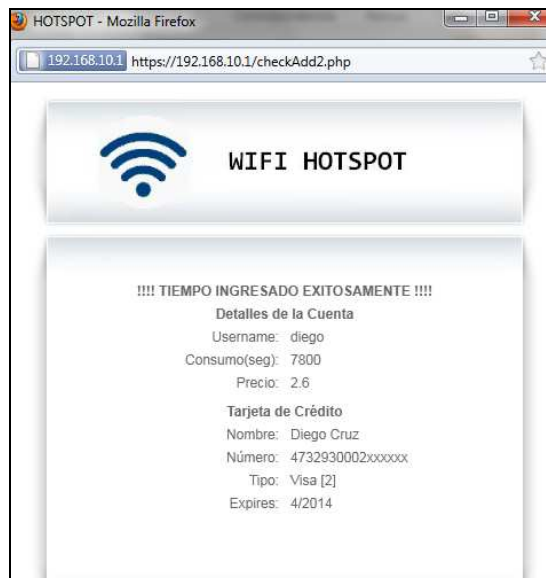 HOTSPOT - Mozilla Firefox
192.168.10.1 https://192.168.10.1/checkAdd2.php
WIFI HOTSPOT
!!!! TIEMPO INGRESADO EXITOSAMENTE !!!!
Detalles de la Cuenta
Username: diego
Consumo(seg): 7800
Precio: 2.6
Tarjeta de Crédito
Nombre: Diego Cruz
Número: 4732930002xxxxxx
Tipo: Visa [2]
Expires: 4/2014